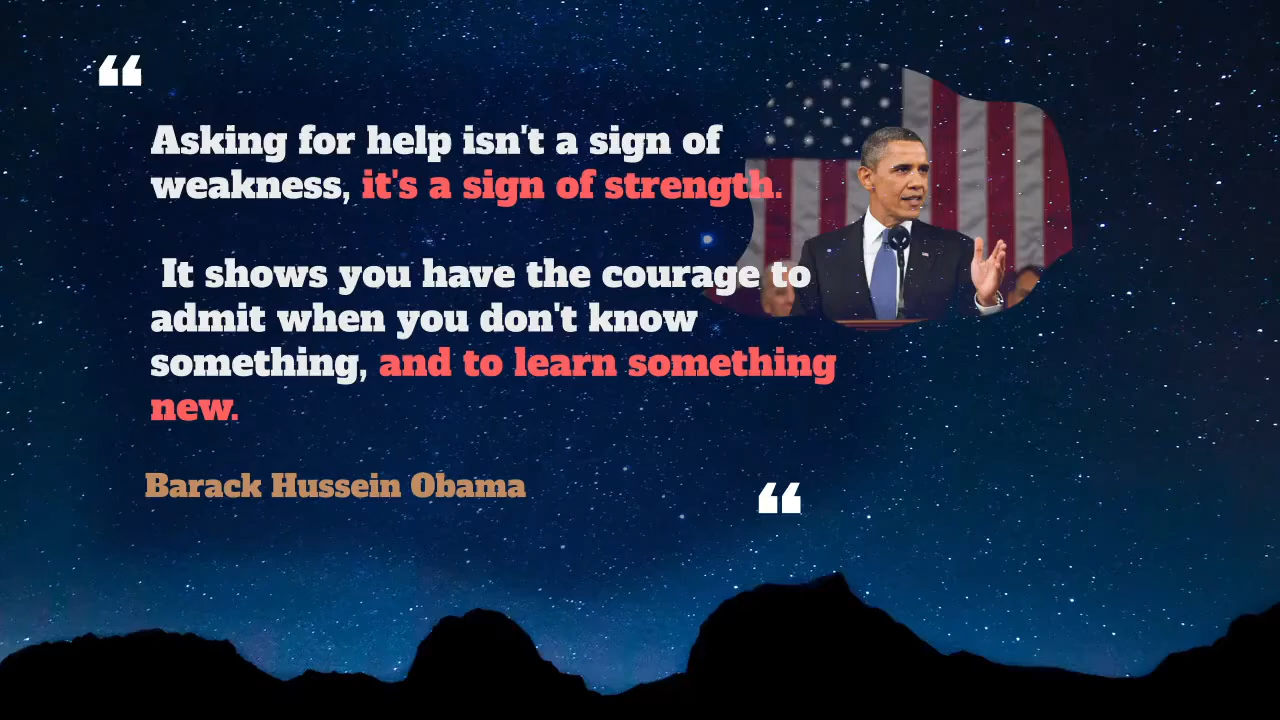 ❝
Asking for help isn't a sign of
weakness, it's a sign of strength.
It shows you have the courage to
admit when you don't know
something, and to learn something
new.
Barack Hussein Obama
❝